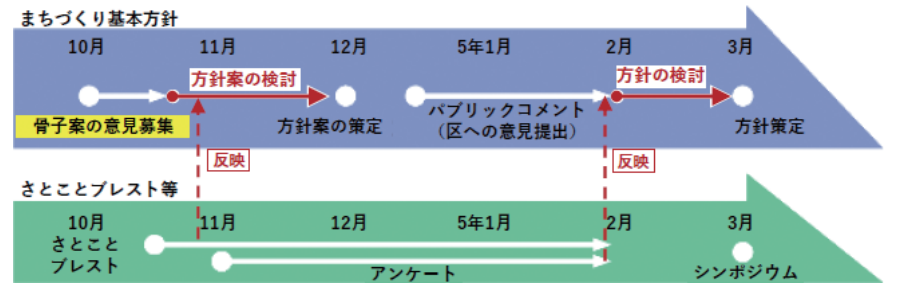 まちづくり基本方針
10月 11月 12月 5年1月 2月 3月
方針案の検討 方針の検討
骨子案の意見募集 方針案の策定 パブリックコメント
（区への意見提出） 方針策定
反映 反映
さとことブレスト等
10月 11月 12月 5年1月 2月 3月
さとこと
ブレスト アンケート シンポジウム